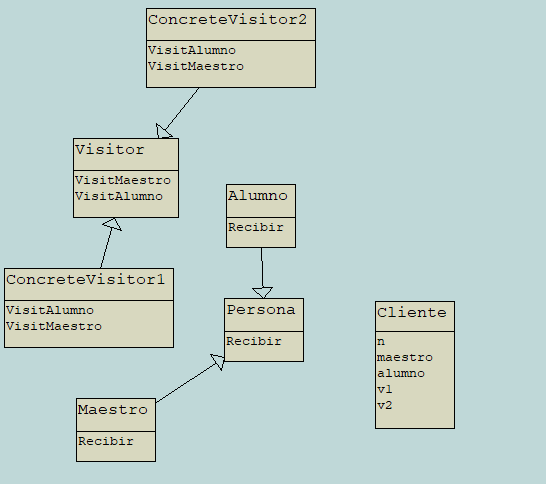 ConcreteVisitor2
VisitAlumno
VisitMaestro
Visitor
VisitMaestro
VisitAlumno
Alumno
Recibir
ConcreteVisitor1
VisitAlumno
VisitMaestro
Persona
Recibir
Cliente
n
maestro
alumno
v1
v2
Maestro
Recibir